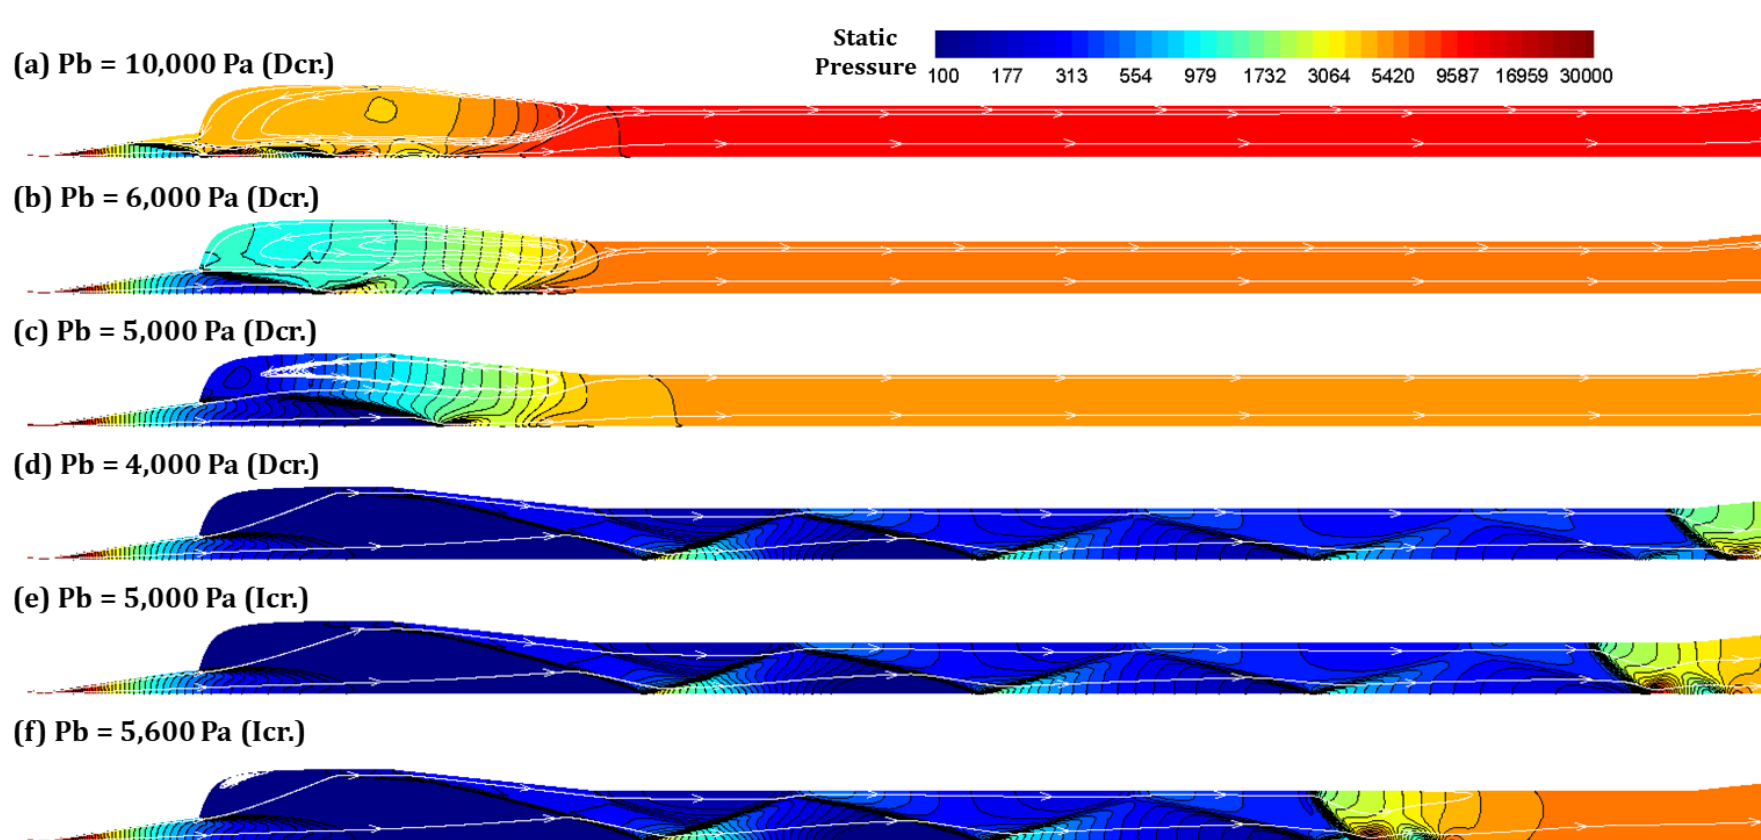 Static
Pressure
100 177 313 554 979 1732 3064 5420 9587 16959 30000
(a) Pb = 10,000 Pa (Dcr.)
(b) Pb = 6,000 Pa (Dcr.)
(c) Pb = 5,000 Pa (Dcr.)
(d) Pb = 4,000 Pa (Dcr.)
(e) Pb = 5,000 Pa (Icr.)
(f) Pb = 5,600 Pa (Icr.)